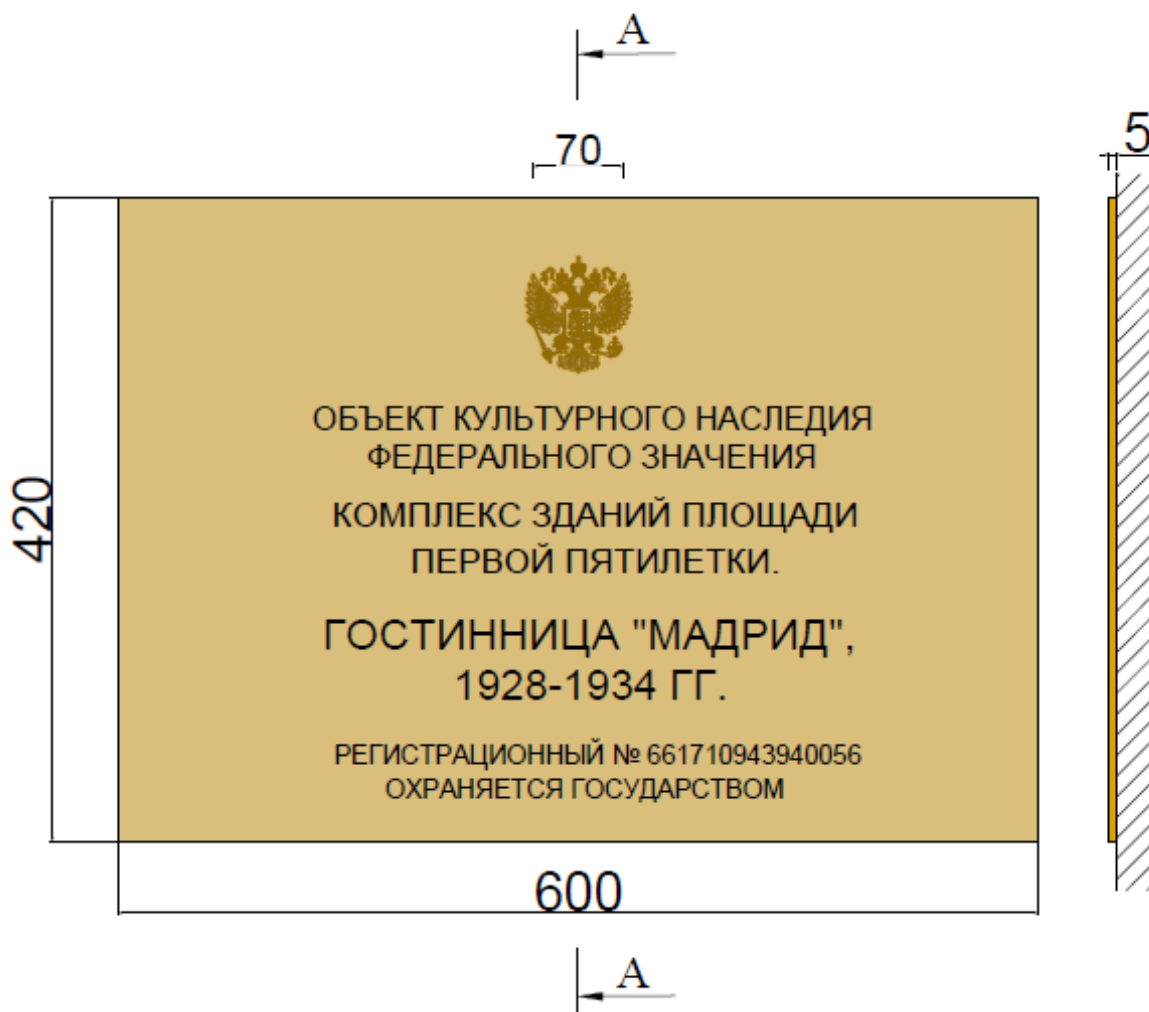 А
70
5
420
ОБЪЕКТ КУЛЬТУРНОГО НАСЛЕДИЯ
ФЕДЕРАЛЬНОГО ЗНАЧЕНИЯ
КОМПЛЕКС ЗДАНИЙ ПЛОЩАДИ
ПЕРВОЙ ПЯТИЛЕТКИ.
ГОСТИННИЦА "МАДРИД",
1928-1934 ГГ.
РЕГИСТРАЦИОННЫЙ № 661710943940056
ОХРАНЯЕТСЯ ГОСУДАРСТВОМ
600
А